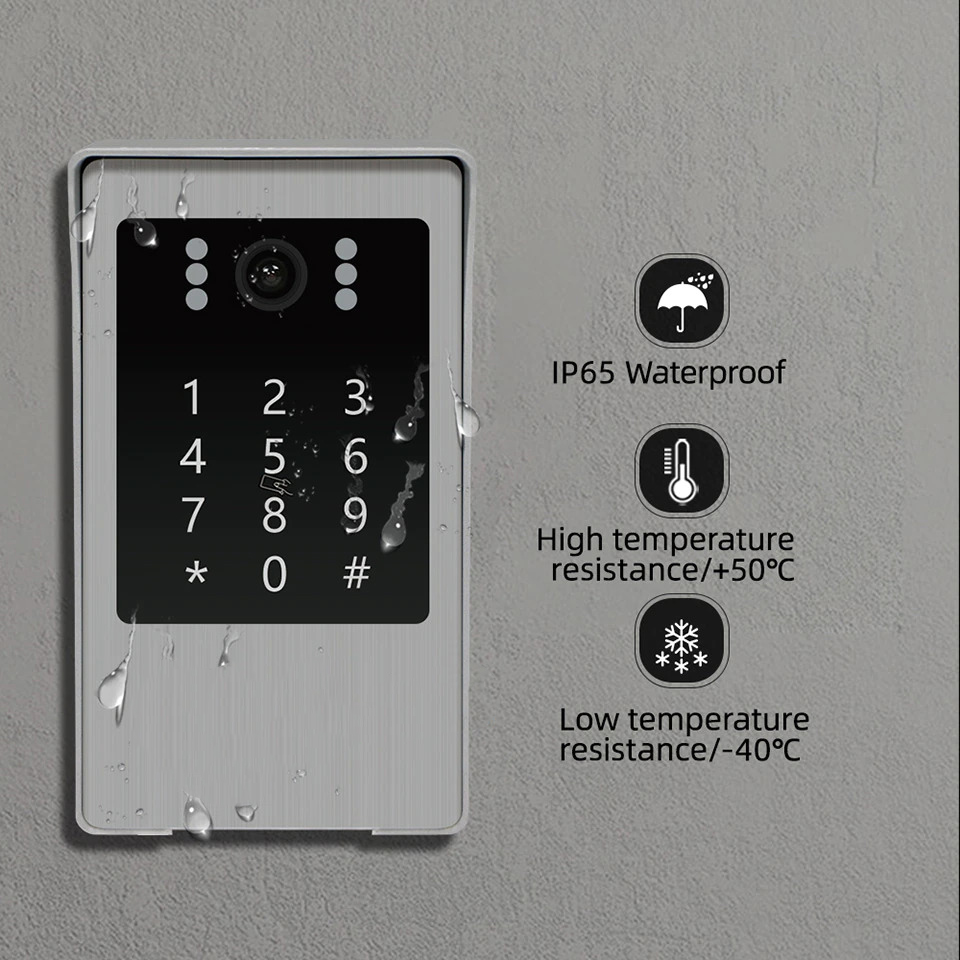 1 2 3
4 5 6
7 8 9
* 0 #
IP65 Waterproof
High temperature
resistance/+50℃
Low temperature
resistance/-40℃